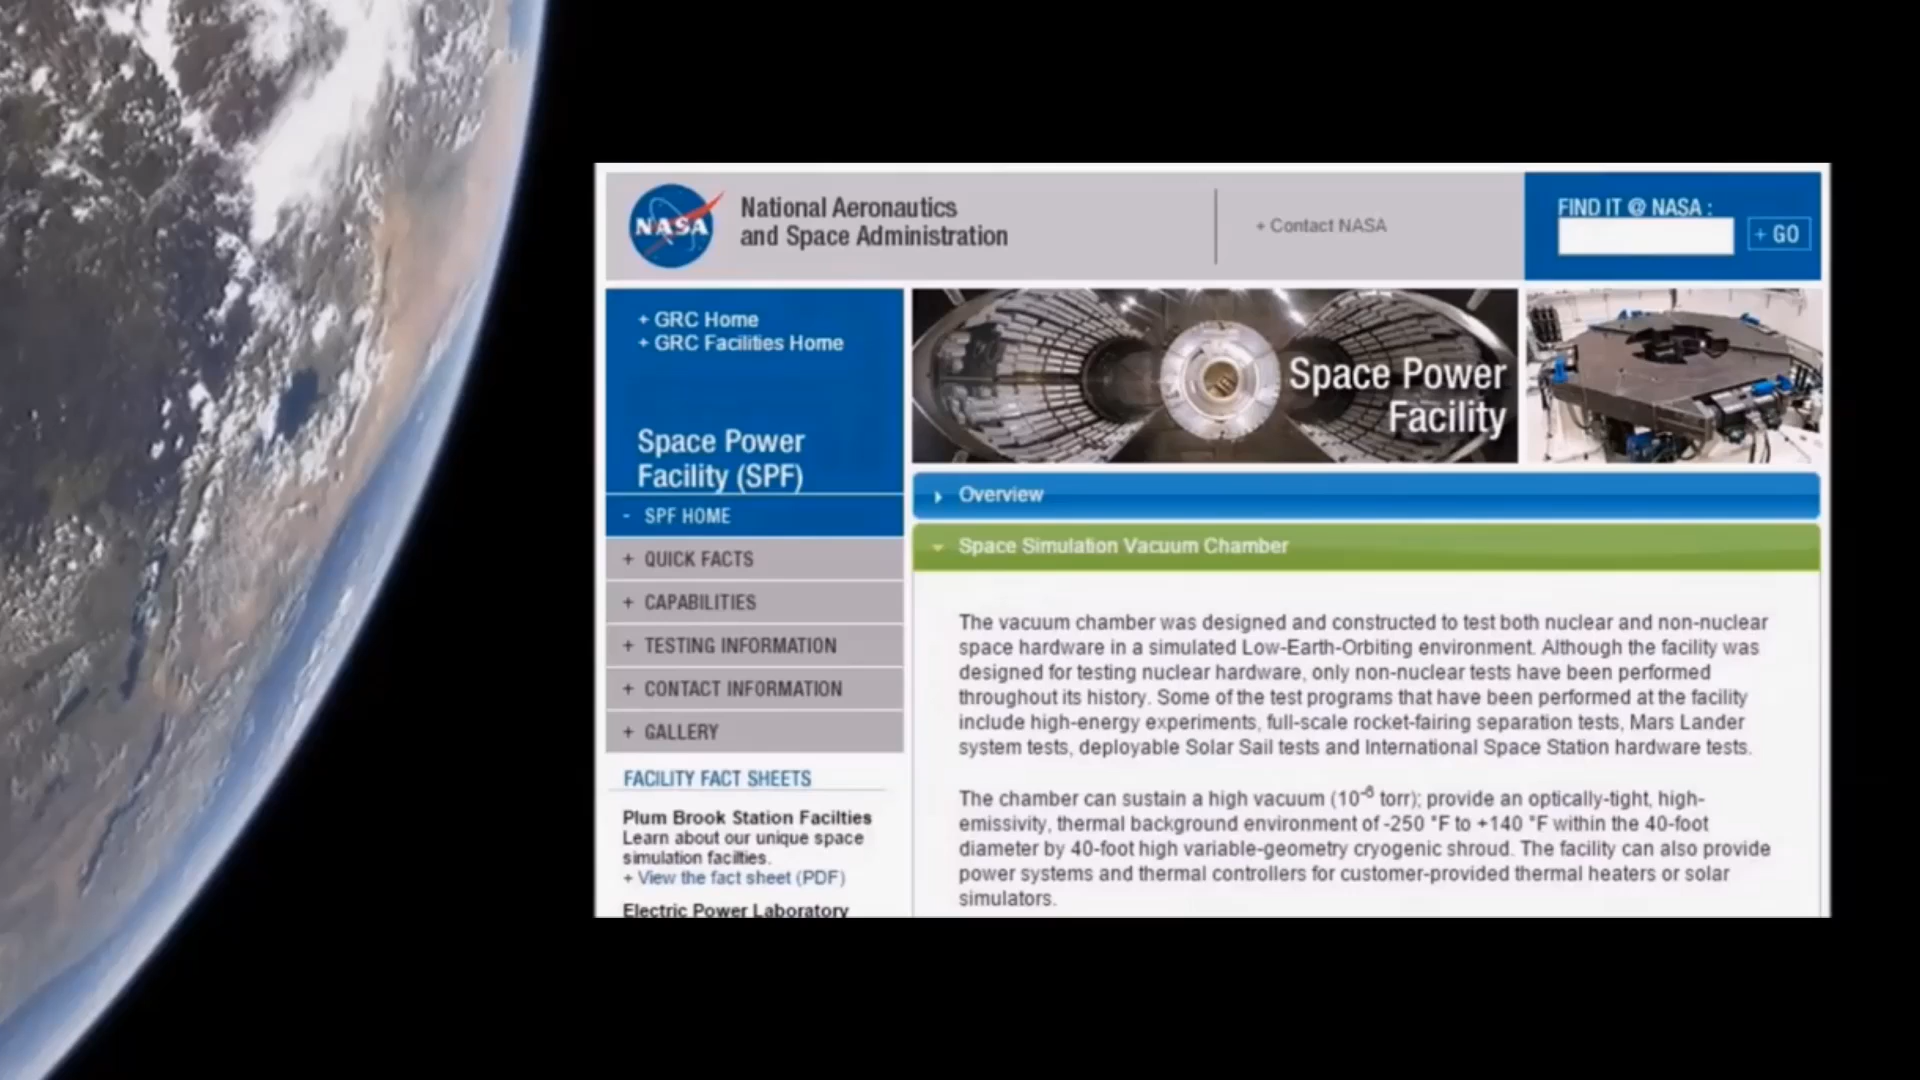 NASA
National Aeronautics
and Space Administration
+ Contact NASA
FIND IT @ NASA :
+ GO
+ GRC Home
+ GRC Facilities Home
Space Power
Facility (SPF)
- SPF HOME
+ QUICK FACTS
+ CAPABILITIES
+ TESTING INFORMATION
+ CONTACT INFORMATION
+ GALLERY
FACILITY FACT SHEETS
Plum Brook Station Facilties
Learn about our unique space
simulation facilties.
+ View the fact sheet (PDF)
Electric Power Laboratory
Space Power
Facility
Overview
Space Simulation Vacuum Chamber
The vacuum chamber was designed and constructed to test both nuclear and non-nuclear
space hardware in a simulated Low-Earth-Orbiting environment. Although the facility was
designed for testing nuclear hardware, only non-nuclear tests have been performed
throughout its history. Some of the test programs that have been performed at the facility
include high-energy experiments, full-scale rocket-fairing separation tests, Mars Lander
system tests, deployable Solar Sail tests and International Space Station hardware tests.
The chamber can sustain a high vacuum (10⁻⁶ torr); provide an optically-tight, high-
emissivity, thermal background environment of -250 °F to +140 °F within the 40-foot
diameter by 40-foot high variable-geometry cryogenic shroud. The facility can also provide
power systems and thermal controllers for customer-provided thermal heaters or solar
simulators.